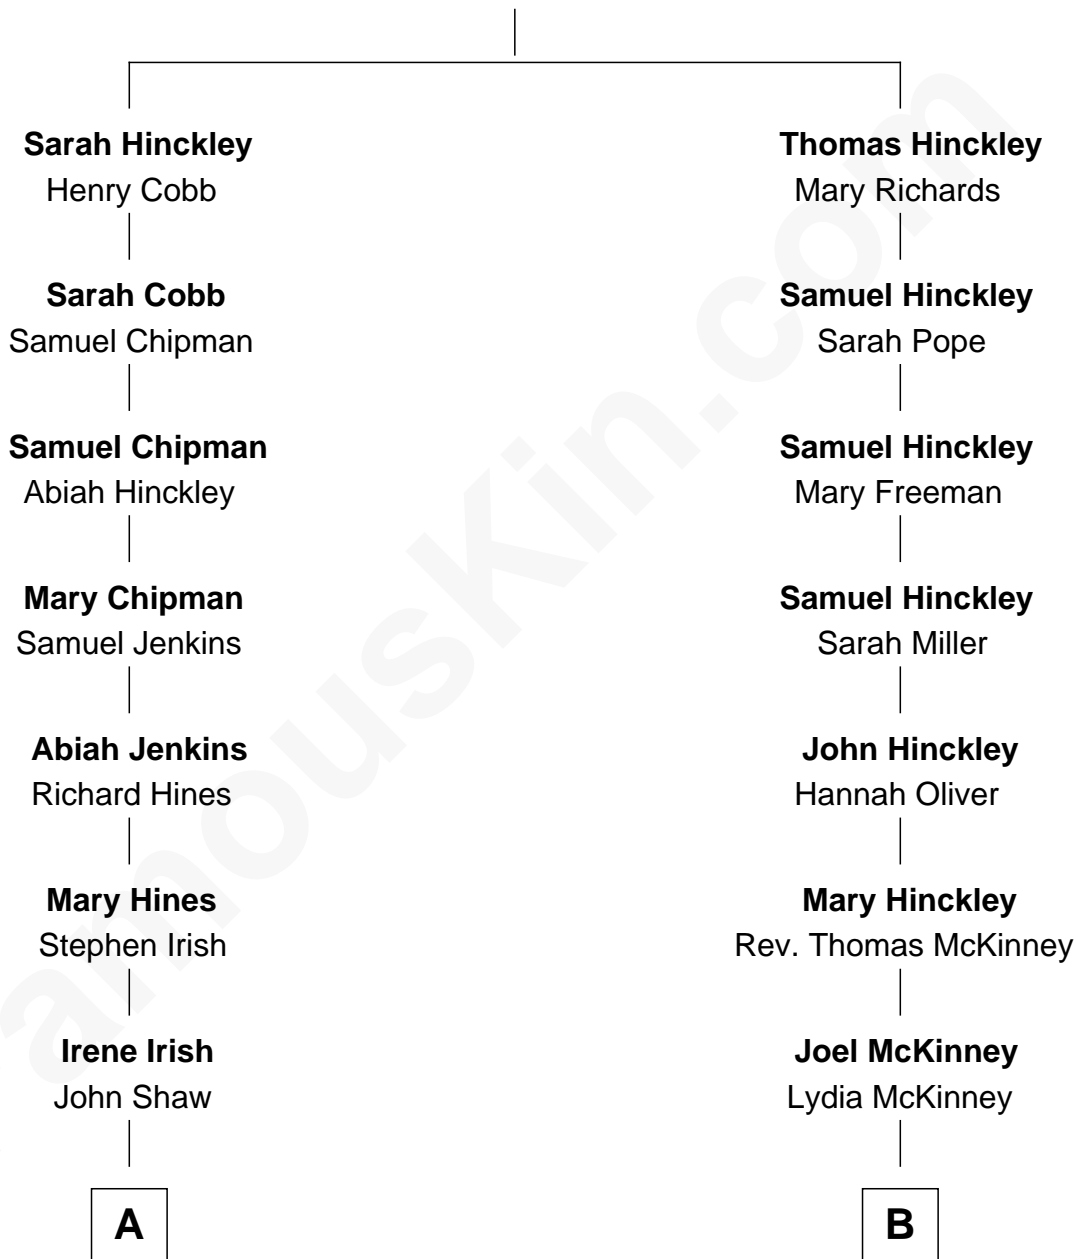 Sarah Hinckley
Henry Cobb
Sarah Cobb
Samuel Chipman
Samuel Chipman
Abiah Hinckley
Mary Chipman
Samuel Jenkins
Abiah Jenkins
Richard Hines
Mary Hines
Stephen Irish
Irene Irish
John Shaw
A
Thomas Hinckley
Mary Richards
Samuel Hinckley
Sarah Pope
Samuel Hinckley
Mary Freeman
Samuel Hinckley
Sarah Miller
John Hinckley
Hannah Oliver
Mary Hinckley
Rev. Thomas McKinney
Joel McKinney
Lydia McKinney
B
amousKin.com